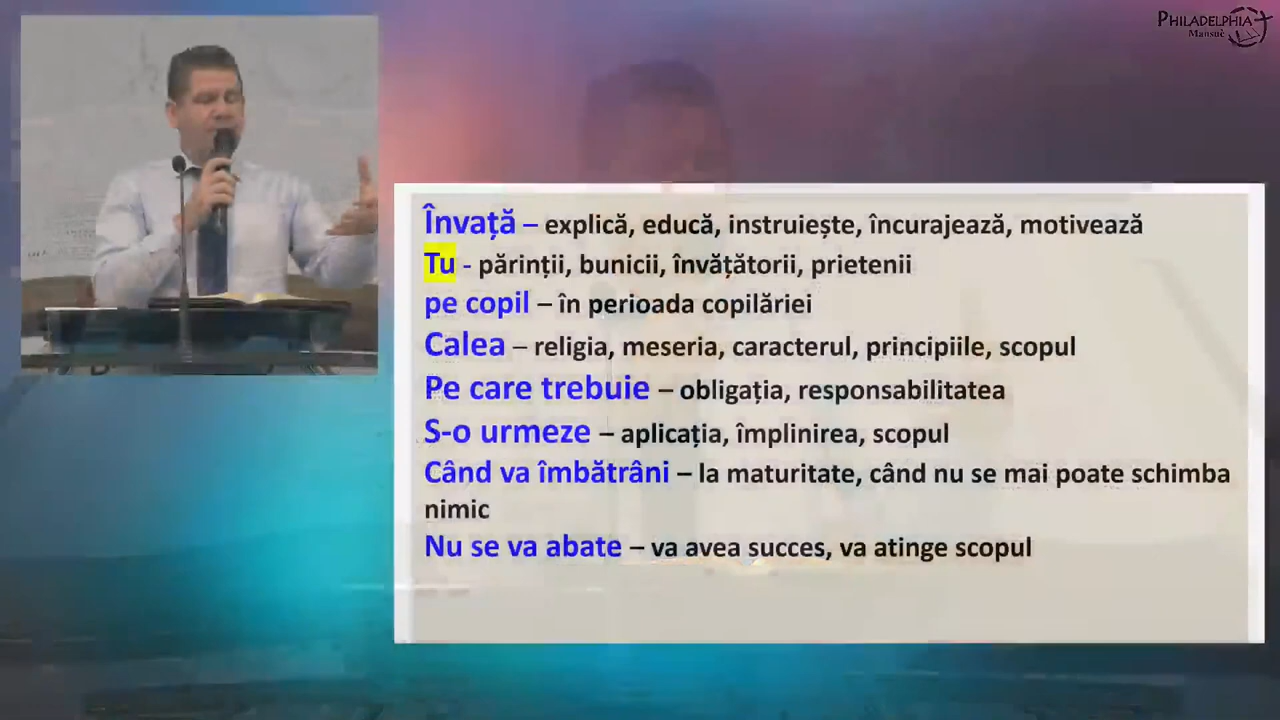 PHILADELPHIA
Mansuè
Învață – explică, educă, instruiește, încurajează, motivează
Tu - părinții, bunicii, învățătorii, prietenii
pe copil – în perioada copilăriei
Calea – religia, meseria, caracterul, principiile, scopul
Pe care trebuie – obligația, responsabilitatea
S-o urmeze – aplicația, împlinirea, scopul
Când va îmbătrâni – la maturitate, când nu se mai poate schimba
nimic
Nu se va abate – va avea succes, va atinge scopul